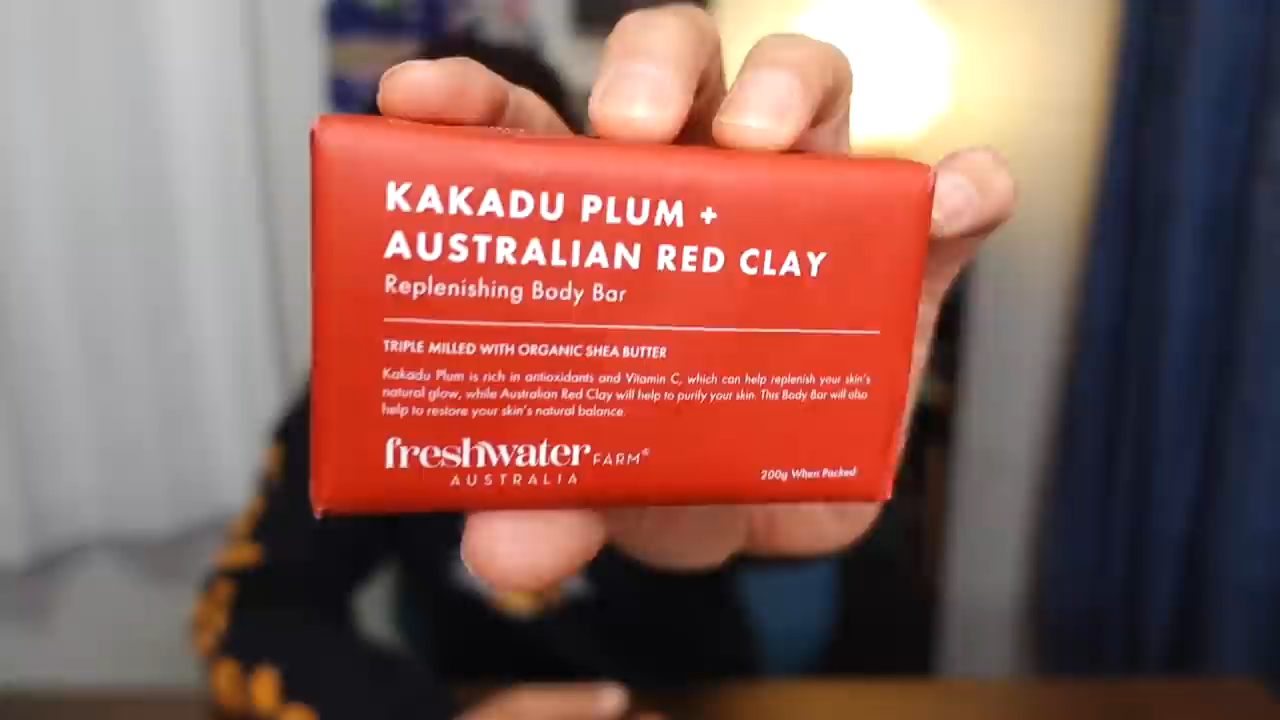 KAKADU PLUM +
AUSTRALIAN RED CLAY
Replenishing Body Bar
TRIPLE MILLED WITH ORGANIC SHEA BUTTER
Kakadu Plum is rich in antioxidants and Vitamin C, which can help replenish your skin's
natural glow, while Australian Red Clay will help to purify your skin. This Body Bar will also
help to restore your skin's natural balance.
freshwater FARM®
AUSTRALIA
200g When Packed